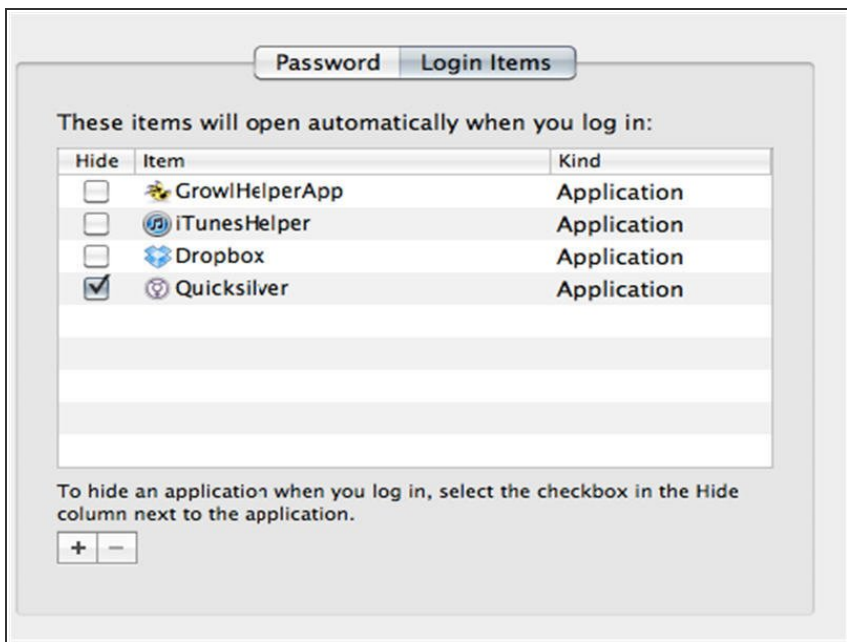 Password Login Items
These items will open automatically when you log in:
Hide Item Kind
GrowlHelperApp Application
iTunesHelper Application
Dropbox Application
Quicksilver Application
To hide an application when you log in, select the checkbox in the Hide
column next to the application.
+ −